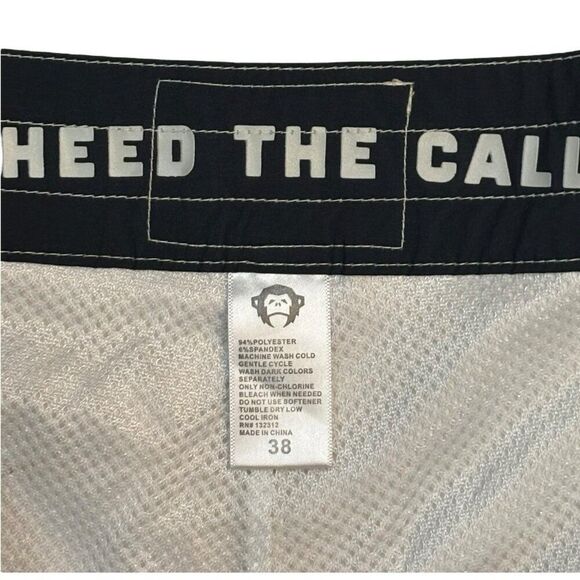 HEED THE CALL
94%POLYESTER
6%SPANDEX
MACHINE WASH COLD
GENTLE CYCLE
WASH DARK COLORS
SEPARATELY
ONLY NON-CHLORINE
BLEACH WHEN NEEDED
DO NOT USE SOFTENER
TUMBLE DRY LOW
COOL IRON
RN# 132312
MADE IN CHINA
38